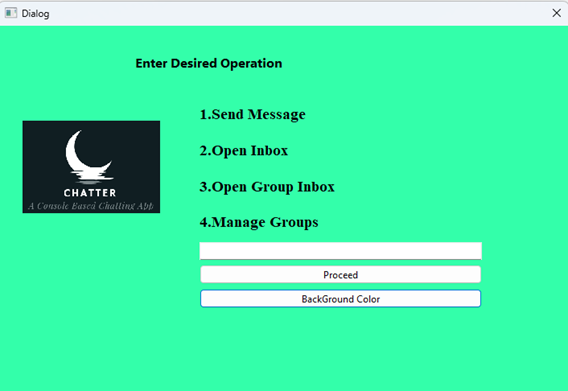 Dialog
Enter Desired Operation
1.Send Message
2.Open Inbox
3.Open Group Inbox
4.Manage Groups
CHATTER
A Console Based Chatting App
Proceed
BackGround Color